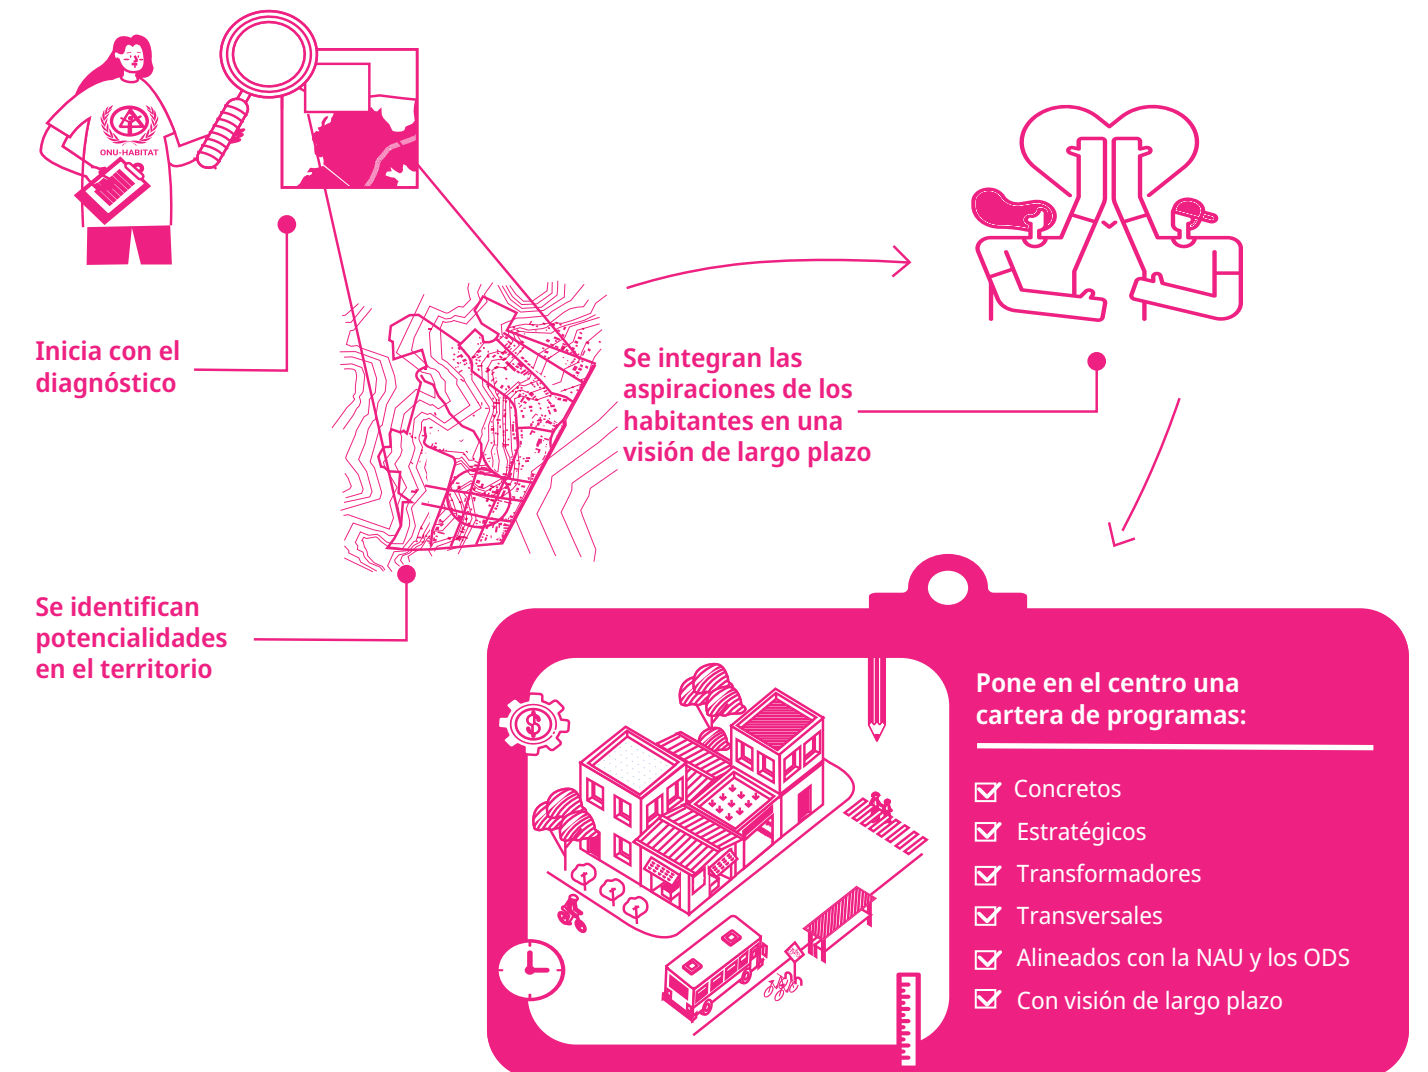 ONU-HABITAT
Inicia con el
diagnóstico
Se identifican
potencialidades
en el territorio
Se integran las
aspiraciones de los
habitantes en una
visión de largo plazo
Pone en el centro una
cartera de programas:
Concretos
Estratégicos
Transformadores
Transversales
Alineados con la NAU y los ODS
Con visión de largo plazo
$